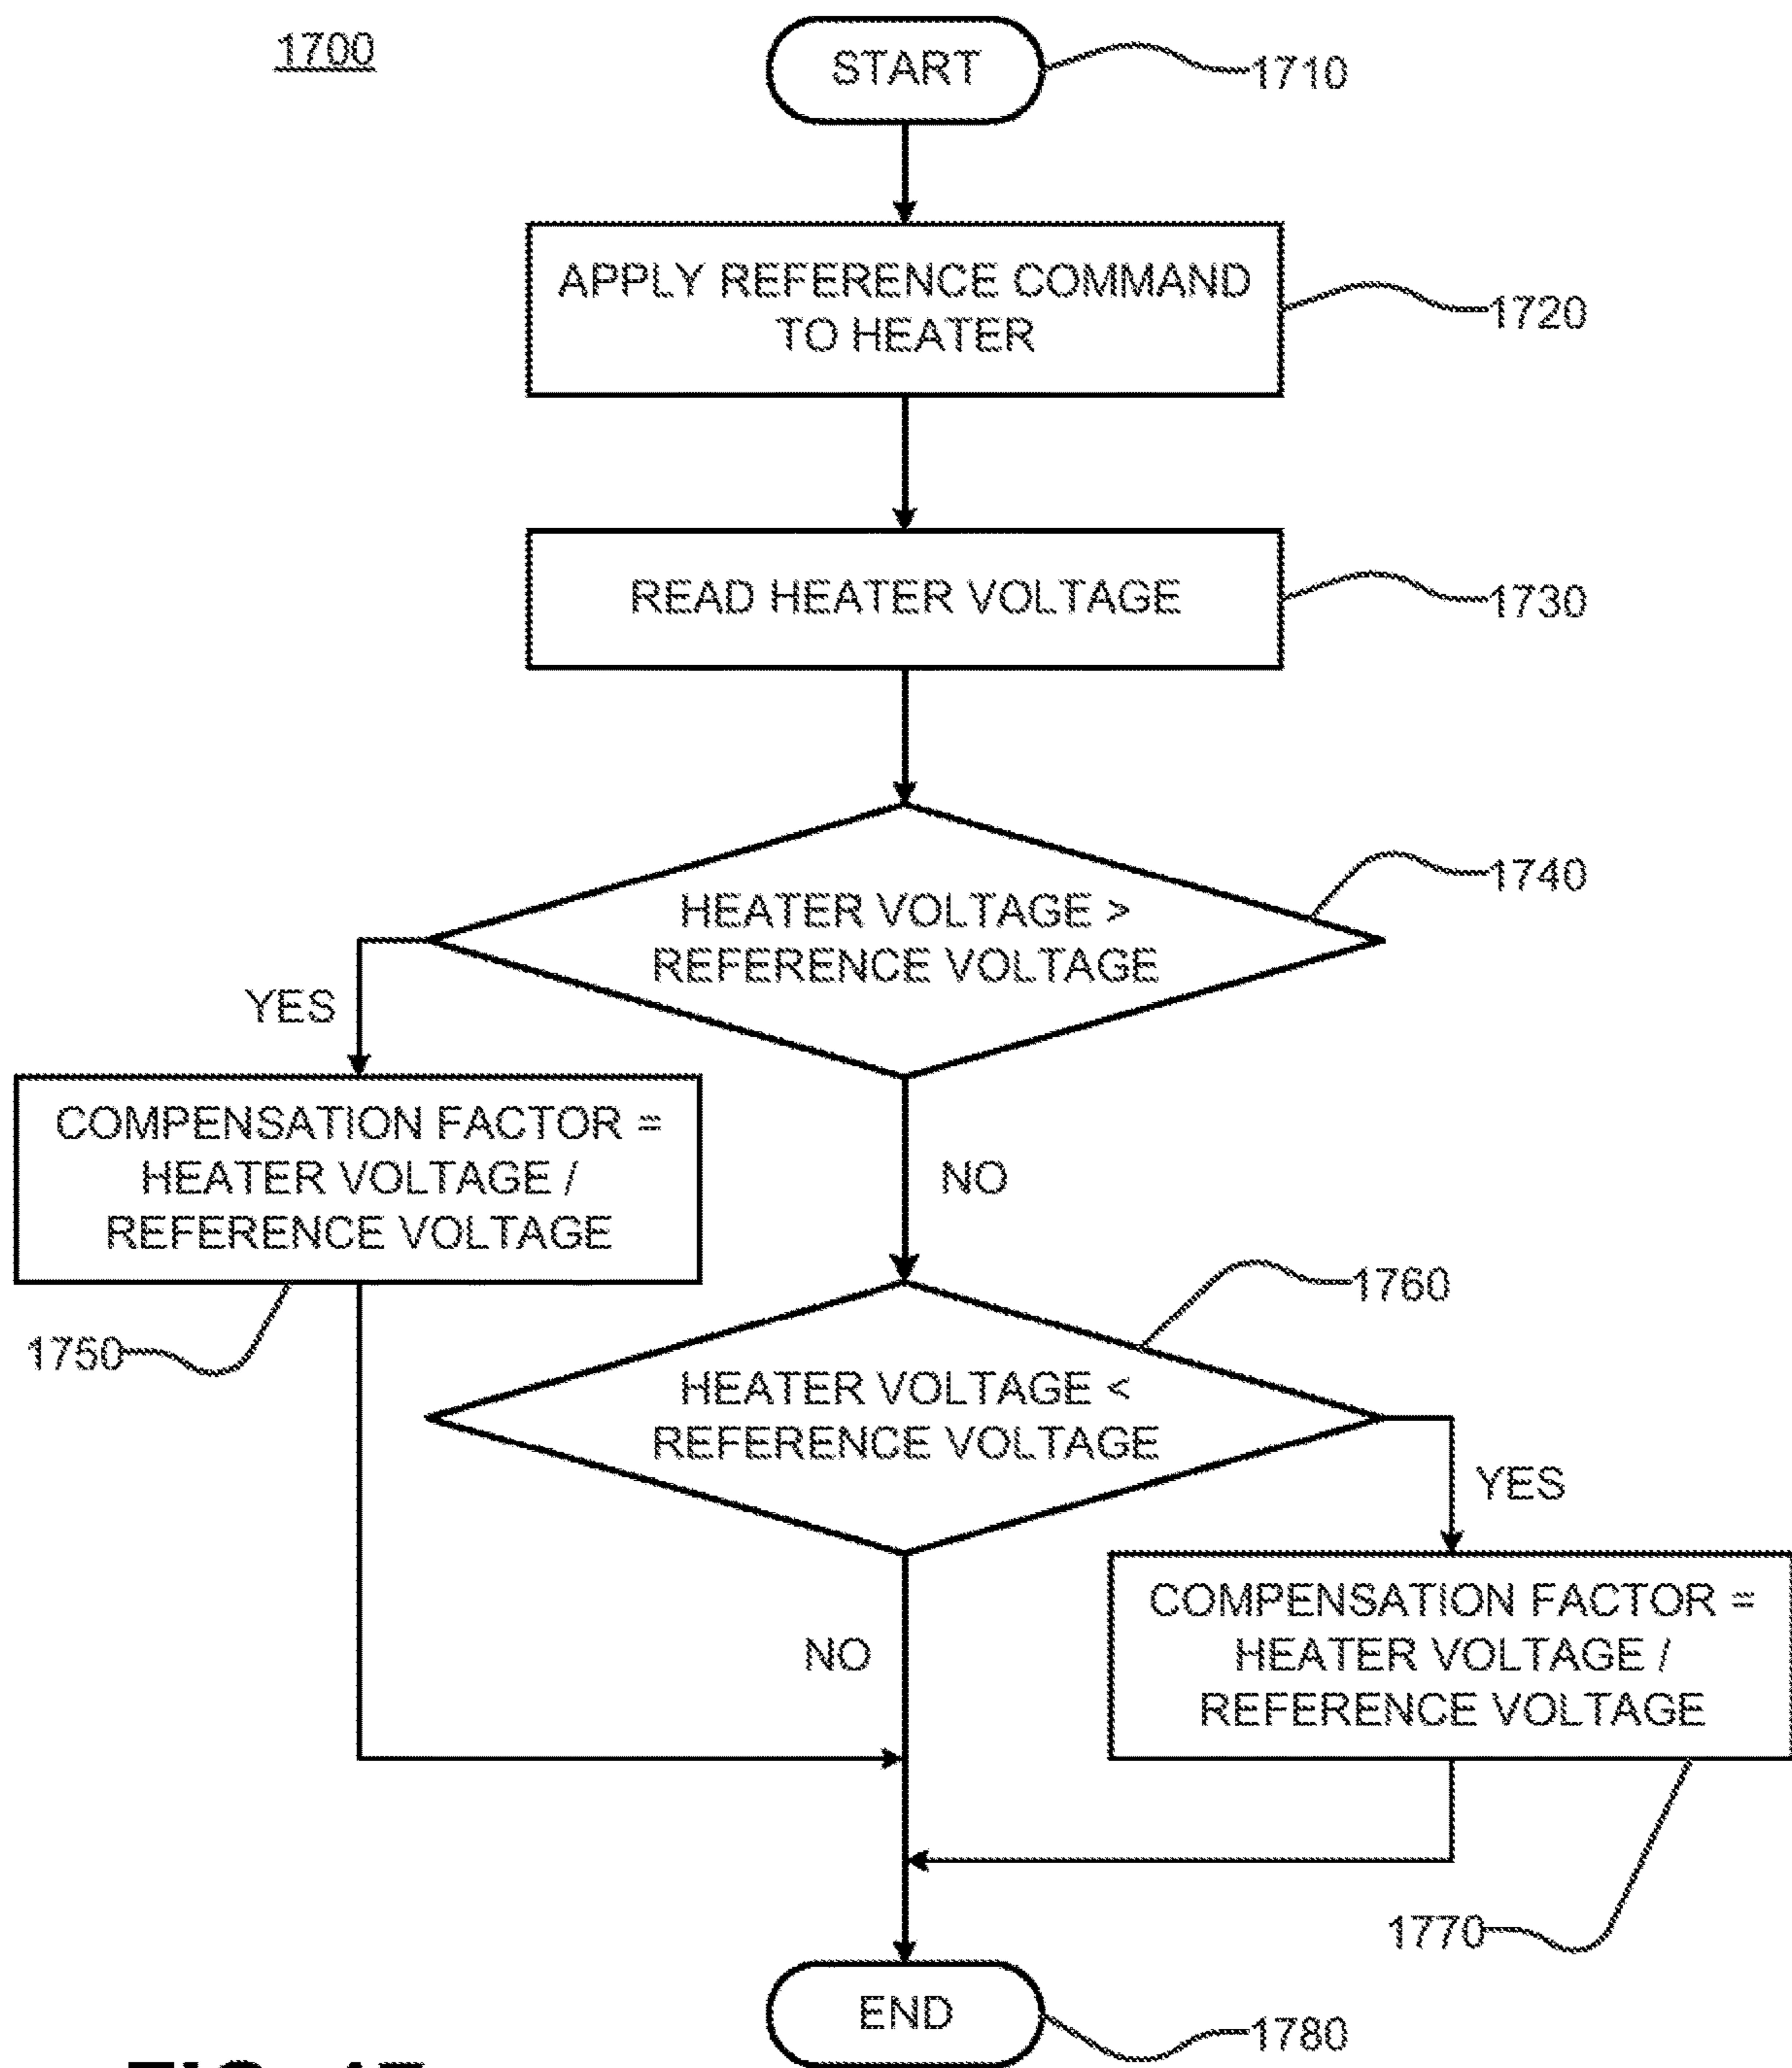 1700
START
1710
APPLY REFERENCE COMMAND
TO HEATER
1720
READ HEATER VOLTAGE
1730
1740
HEATER VOLTAGE >
REFERENCE VOLTAGE
YES
COMPENSATION FACTOR =
HEATER VOLTAGE /
REFERENCE VOLTAGE
NO
1750
1760
HEATER VOLTAGE <
REFERENCE VOLTAGE
YES
COMPENSATION FACTOR =
HEATER VOLTAGE /
REFERENCE VOLTAGE
NO
1770
END
1780